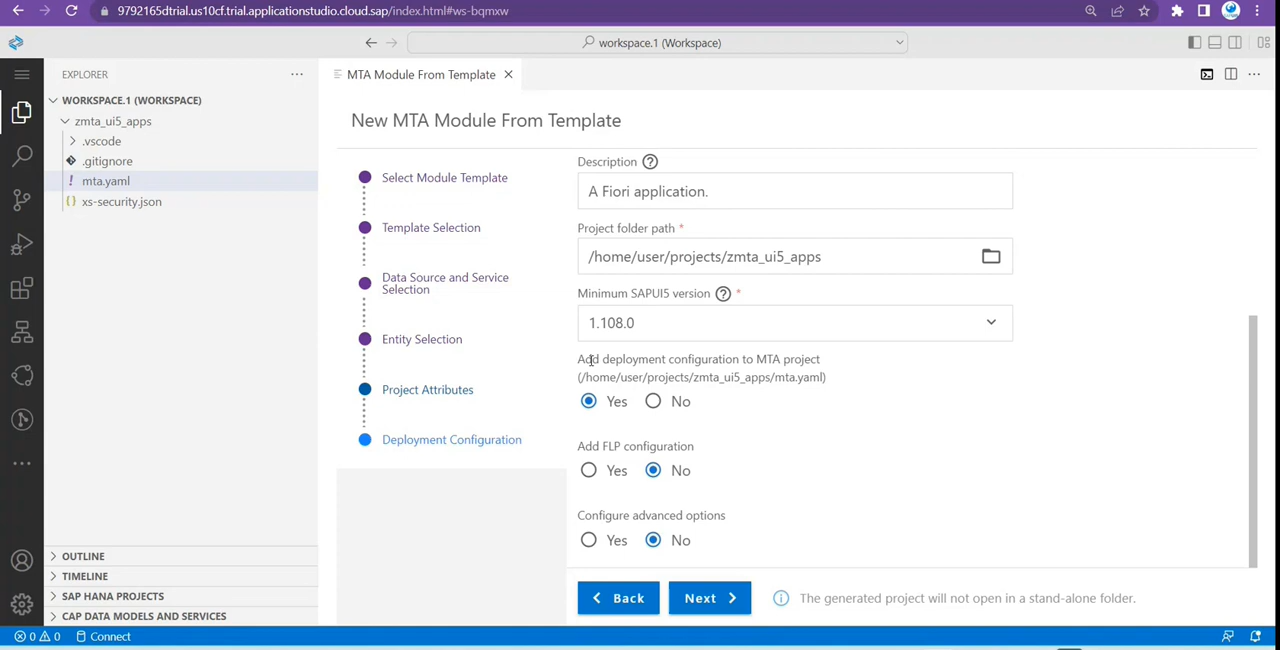 9792165dtrial.us10cf.trial.applicationstudio.cloud.sap/index.html#ws-bqmxw
workspace.1 (Workspace)
EXPLORER
MTA Module From Template
WORKSPACE.1 (WORKSPACE)
zmta_ui5_apps
.vscode
.gitignore
mta.yaml
xs-security.json
New MTA Module From Template
Select Module Template
Template Selection
Data Source and Service
Selection
Entity Selection
Project Attributes
Deployment Configuration
Description
A Fiori application.
Project folder path *
/home/user/projects/zmta_ui5_apps
Minimum SAPUI5 version *
1.108.0
Add deployment configuration to MTA project
(/home/user/projects/zmta_ui5_apps/mta.yaml)
Yes No
Add FLP configuration
Yes No
Configure advanced options
Yes No
Back Next The generated project will not open in a stand-alone folder.
OUTLINE
TIMELINE
SAP HANA PROJECTS
CAP DATA MODELS AND SERVICES
0 0 Connect